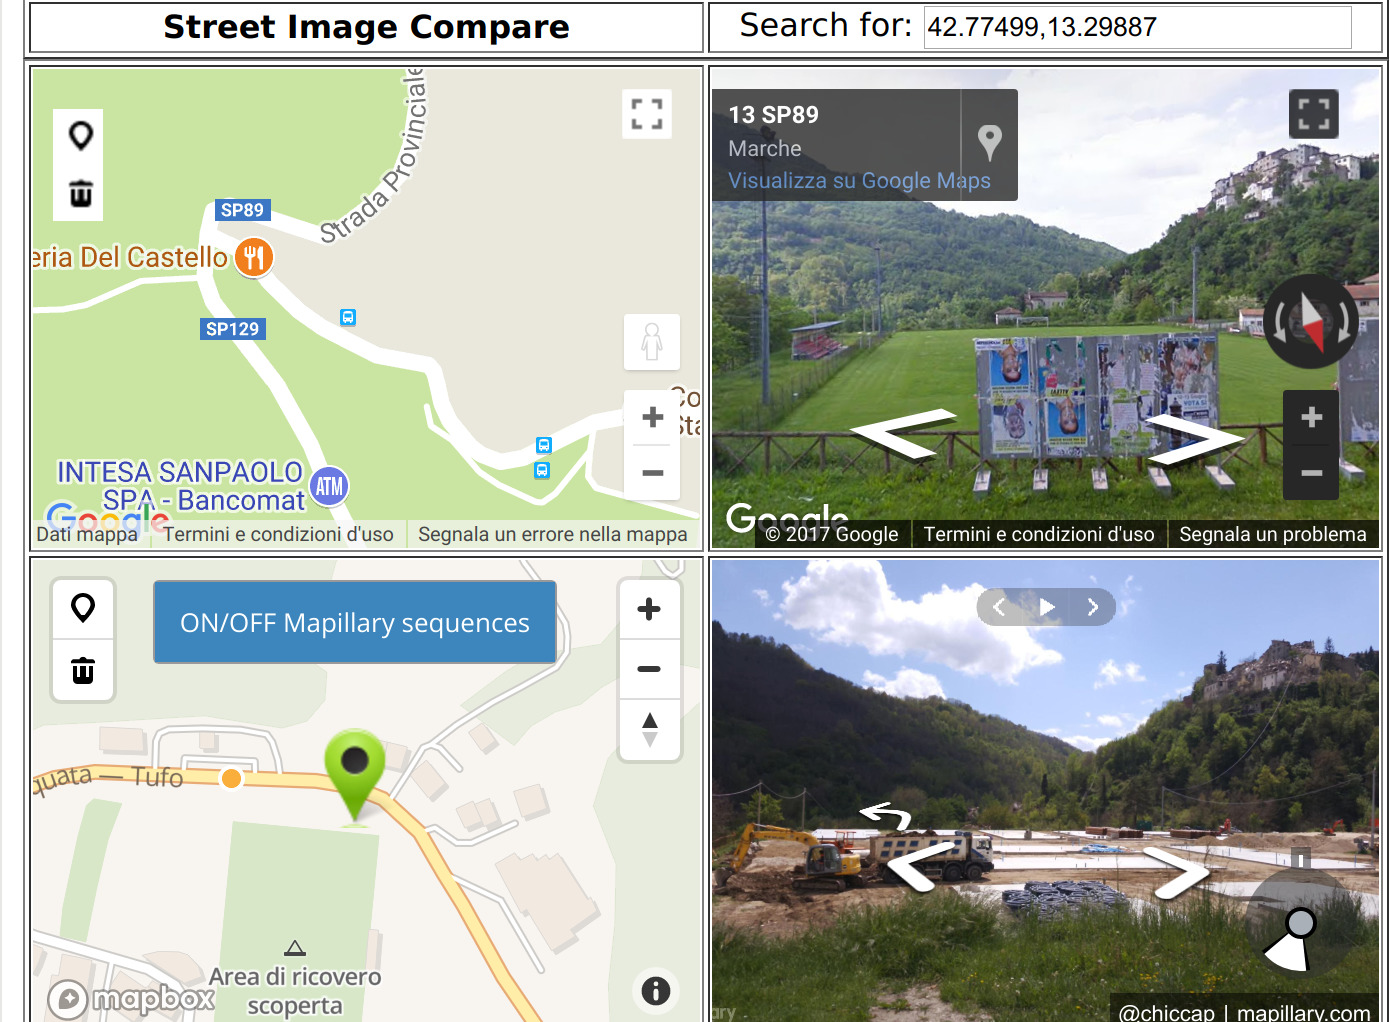 Street Image Compare
Search for: 42.77499,13.29887
Strada Provinciale
SP89
eria Del Castello
SP129
Co
Sta
INTESA SANPAOLO
SPA - Bancomat
ATM
Google
Dati mappa
Termini e condizioni d'uso
Segnala un errore nella mappa
13 SP89
Marche
Visualizza su Google Maps
VOTA SI
Google
© 2017 Google
Termini e condizioni d'uso
Segnala un problema
ON/OFF Mapillary sequences
quata — Tufo
Area di ricovero
scoperta
mapbox
ary
@chiccap | mapillary.com